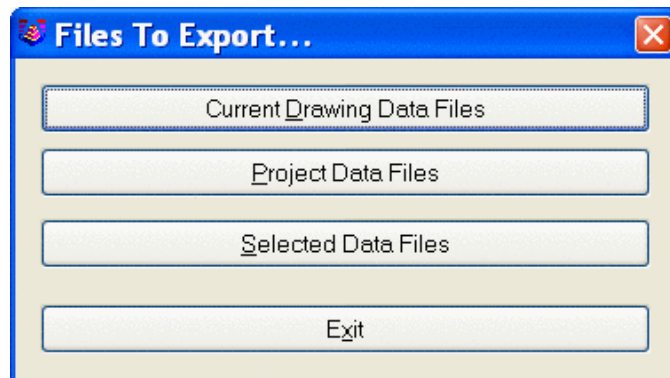 Files To Export...
Current Drawing Data Files
Project Data Files
Selected Data Files
Exit